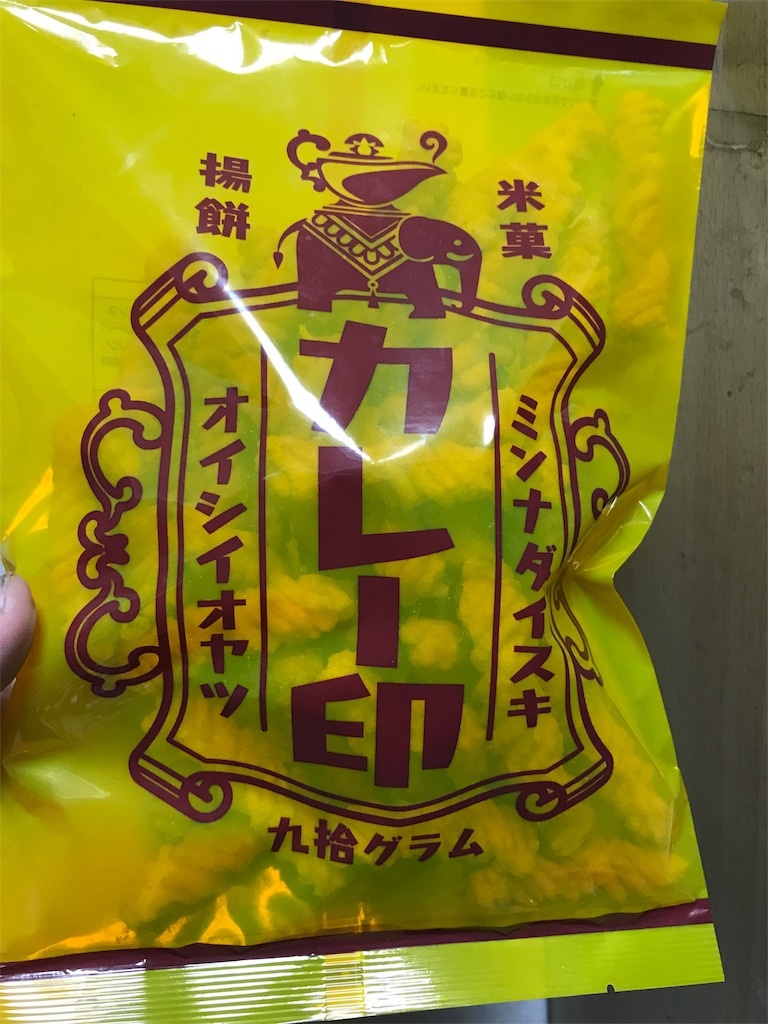 米菓
揚餅
ミンナダイスキ
カレー印
オイシイオヤツ
九拾グラム